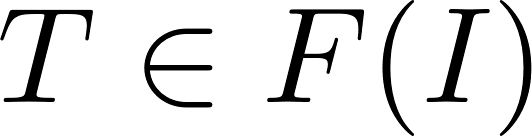 T ∈ F(I)